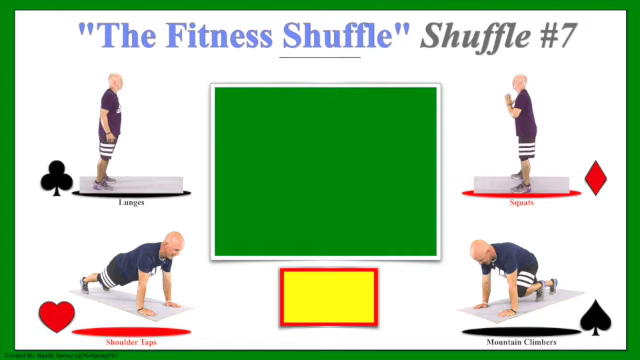 "The Fitness Shuffle" Shuffle #7
Lunges
Squats
Shoulder Taps
Mountain Climbers